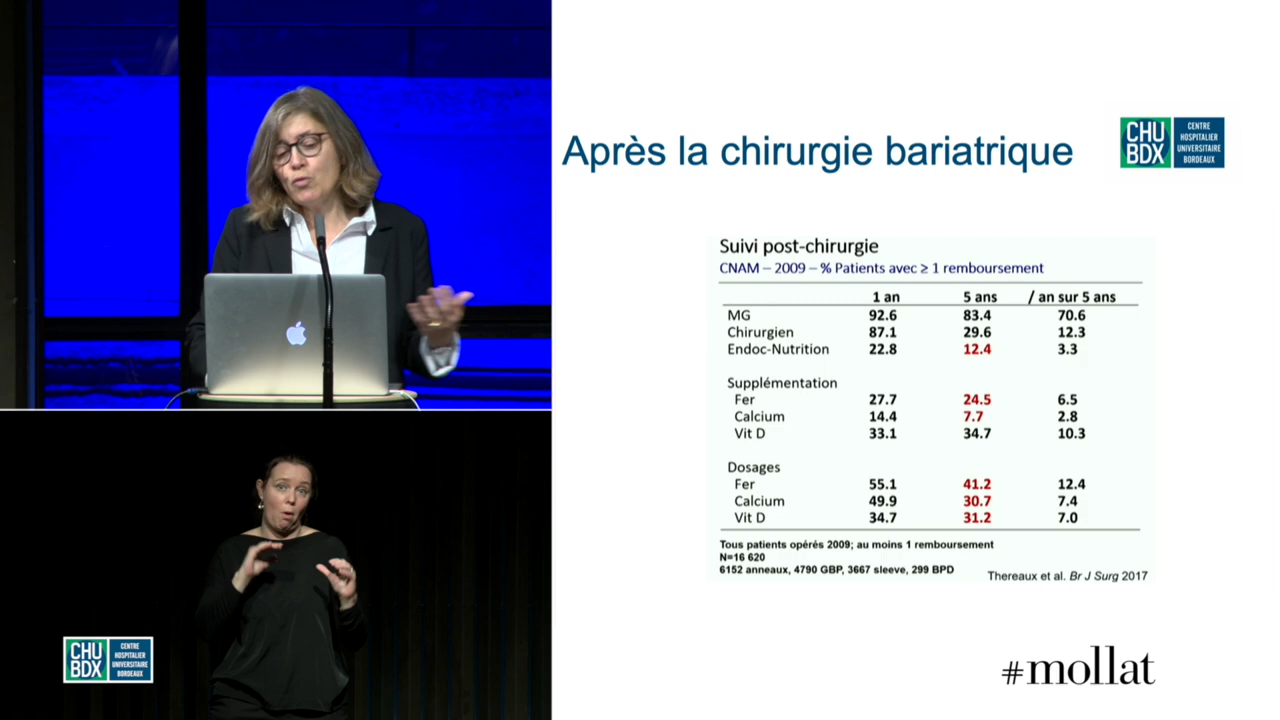 Après la chirurgie bariatrique
CHU
BDX
CENTRE
HOSPITALIER
UNIVERSITAIRE
BORDEAUX
Suivi post-chirurgie
CNAM – 2009 – % Patients avec ≥ 1 remboursement
1 an 5 ans / an sur 5 ans
MG 92.6 83.4 70.6
Chirurgien 87.1 29.6 12.3
Endoc-Nutrition 22.8 12.4 3.3
Supplémentation
Fer 27.7 24.5 6.5
Calcium 14.4 7.7 2.8
Vit D 33.1 34.7 10.3
Dosages
Fer 55.1 41.2 12.4
Calcium 49.9 30.7 7.4
Vit D 34.7 31.2 7.0
Tous patients opérés 2009; au moins 1 remboursement
N=16 620
6152 anneaux, 4790 GBP, 3667 sleeve, 299 BPD
Thereaux et al. Br J Surg 2017
CHU
BDX
CENTRE
HOSPITALIER
UNIVERSITAIRE
BORDEAUX
#mollat